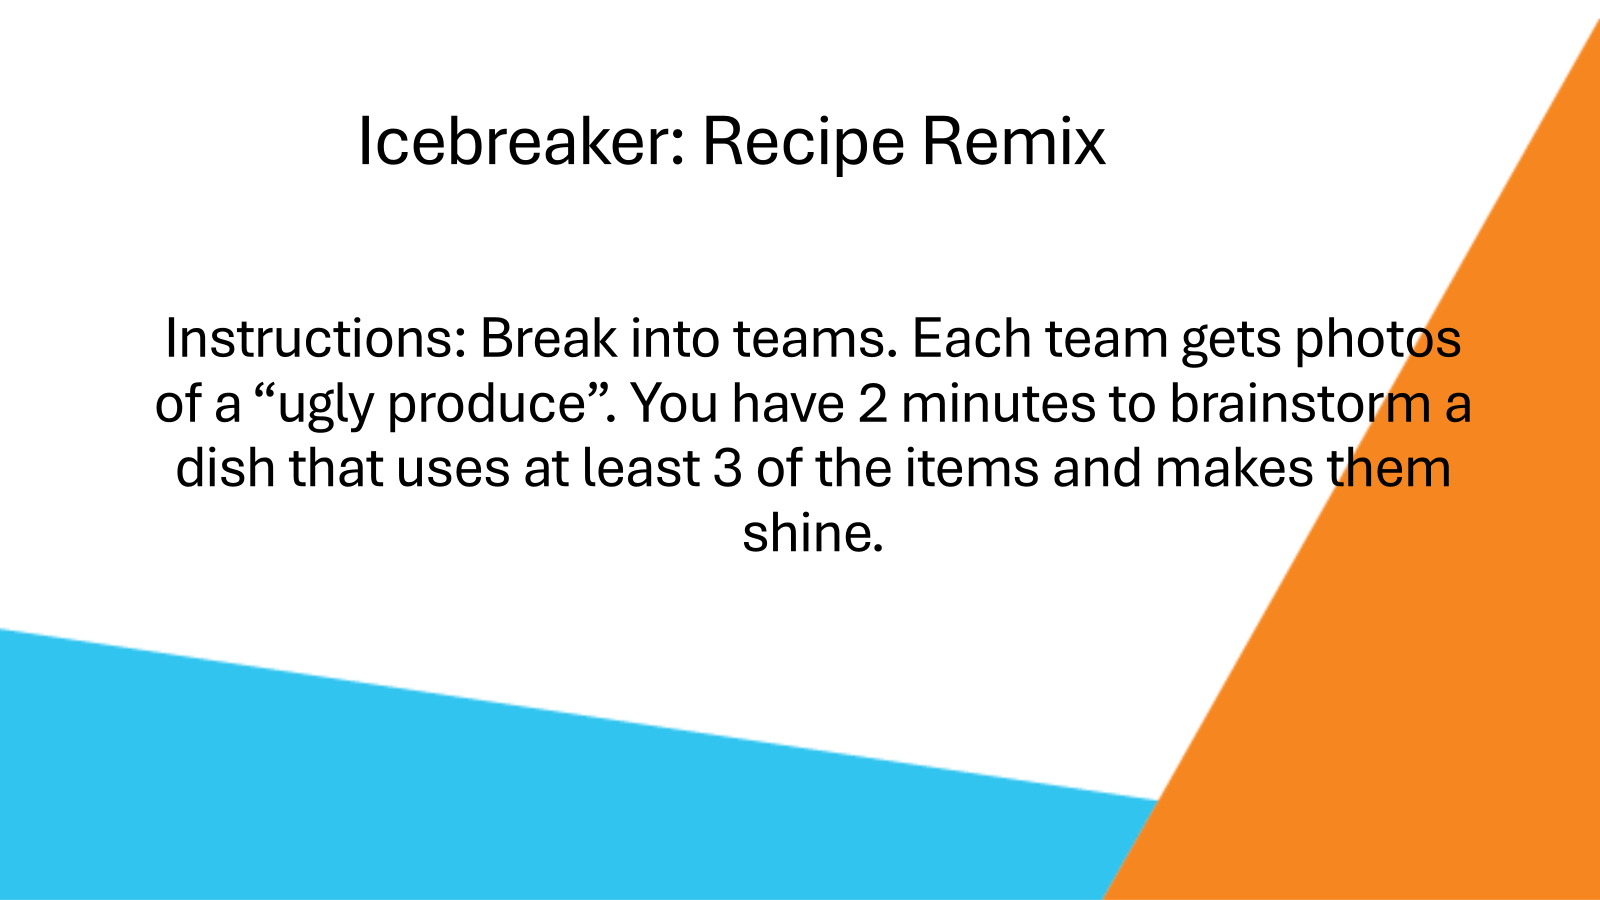 Icebreaker: Recipe Remix
Instructions: Break into teams. Each team gets photos
of a “ugly produce”. You have 2 minutes to brainstorm a
dish that uses at least 3 of the items and makes them
shine.